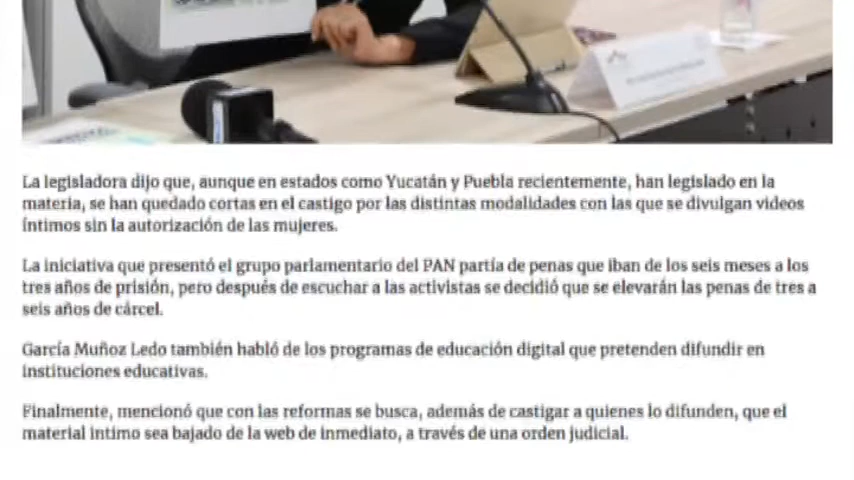 La legisladora dijo que, aunque en estados como Yucatán y Puebla recientemente, han legislado en la
materia, se han quedado cortas en el castigo por las distintas modalidades con las que se divulgan videos
íntimos sin la autorización de las mujeres.
La iniciativa que presentó el grupo parlamentario del PAN partía de penas que iban de los seis meses a los
tres años de prisión, pero después de escuchar a las activistas se decidió que se elevarán las penas de tres a
seis años de cárcel.
García Muñoz Ledo también habló de los programas de educación digital que pretenden difundir en
instituciones educativas.
Finalmente, mencionó que con las reformas se busca, además de castigar a quienes lo difunden, que el
material intimo sea bajado de la web de inmediato, a través de una orden judicial.